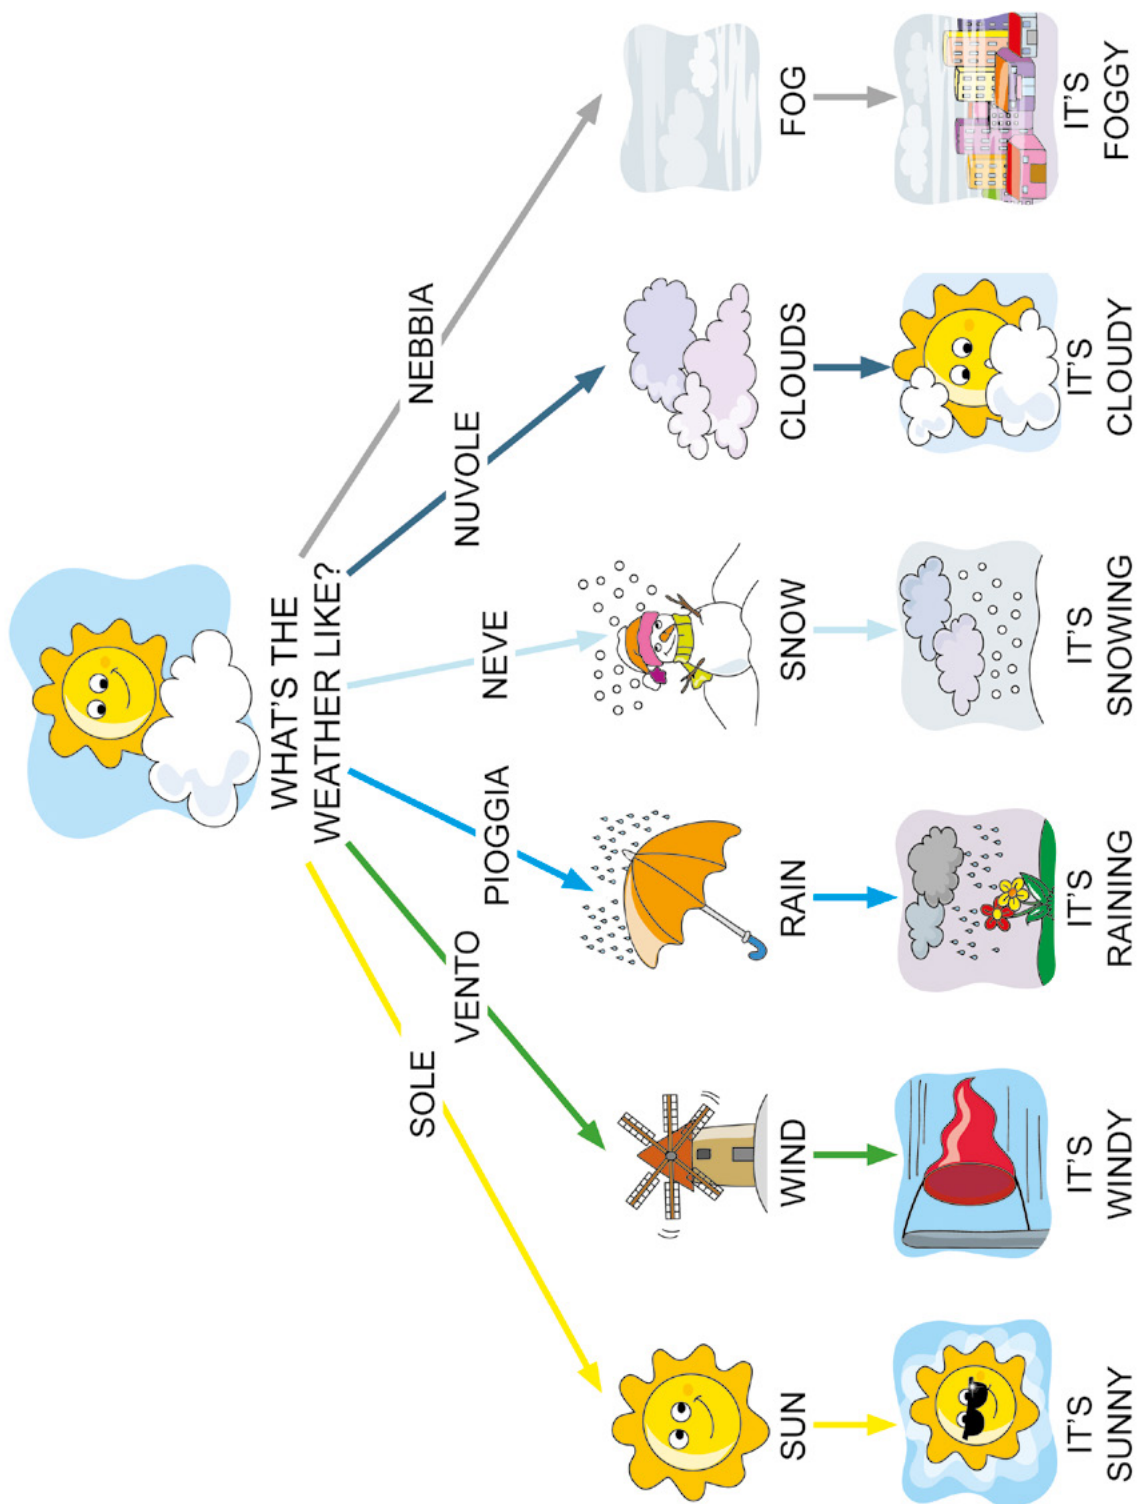 WHAT'S THE
WEATHER LIKE?
SOLE
VENTO
PIOGGIA
NEVE
NUVOLE
NEBBIA
SUN
WIND
RAIN
SNOW
CLOUDS
FOG
IT'S
SUNNY
IT'S
WINDY
IT'S
RAINING
IT'S
SNOWING
IT'S
CLOUDY
IT'S
FOGGY